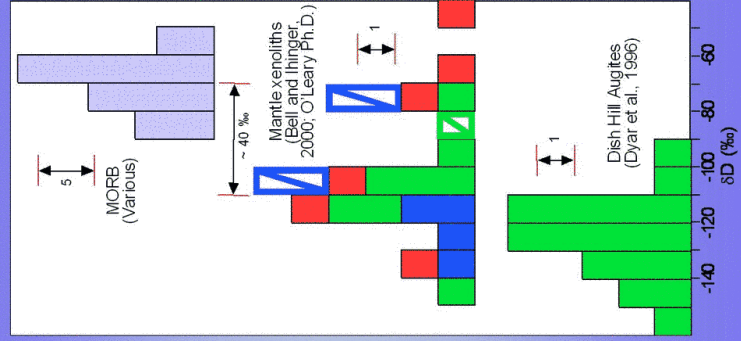 5
MORB
(Various)
~ 40 ‰
Mantle xenoliths
(Bell and Ihinger,
2000; O'Leary Ph.D.)
1
1
Dish Hill Augites
(Dyar et al., 1996)
-140
-120
-100
-80
-60
δD (‰)